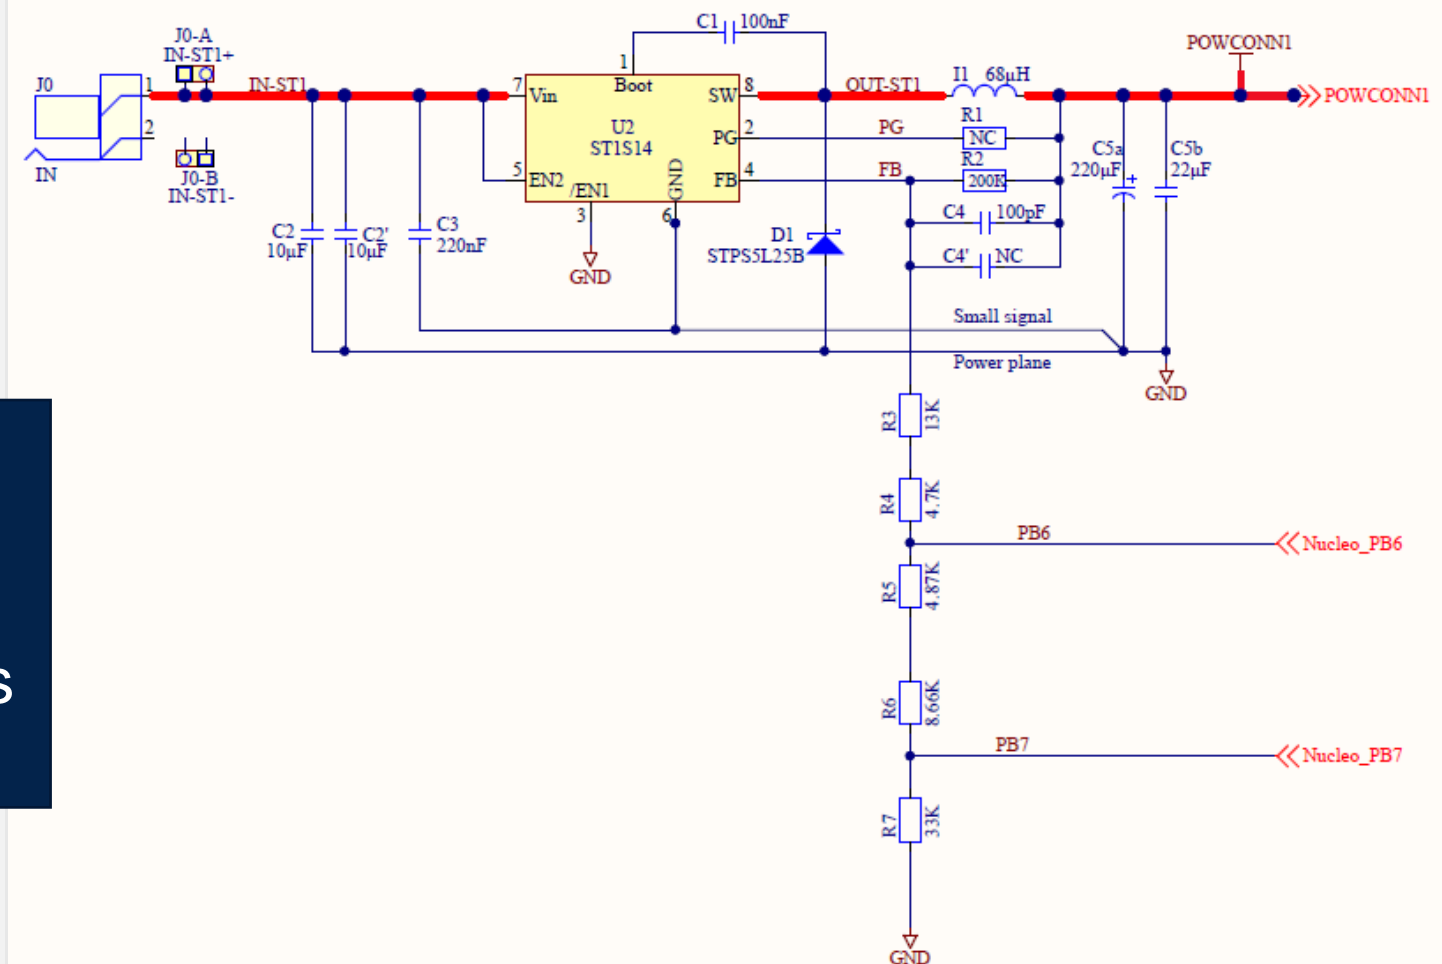 C1 100nF
J0-A
IN-ST1+
POWCONN1
J0
1
IN-ST1
1
7
Vin
Boot
SW
8
OUT-ST1
I1 68µH
POWCONN1
2
U2
ST1S14
PG
2
PG
R1
NC
IN
J0-B
IN-ST1-
5
EN2
/EN1
GND
FB
4
FB
R2
200K
C5a
220µF
+
C5b
22µF
3
6
C2
10µF
C2'
10µF
C3
220nF
GND
D1
STPS5L25B
C4 100pF
C4' NC
Small signal
Power plane
GND
R3
13K
R4
4.7K
PB6
Nucleo_PB6
R5
4.87K
s
R6
8.66K
PB7
Nucleo_PB7
R7
33K
GND